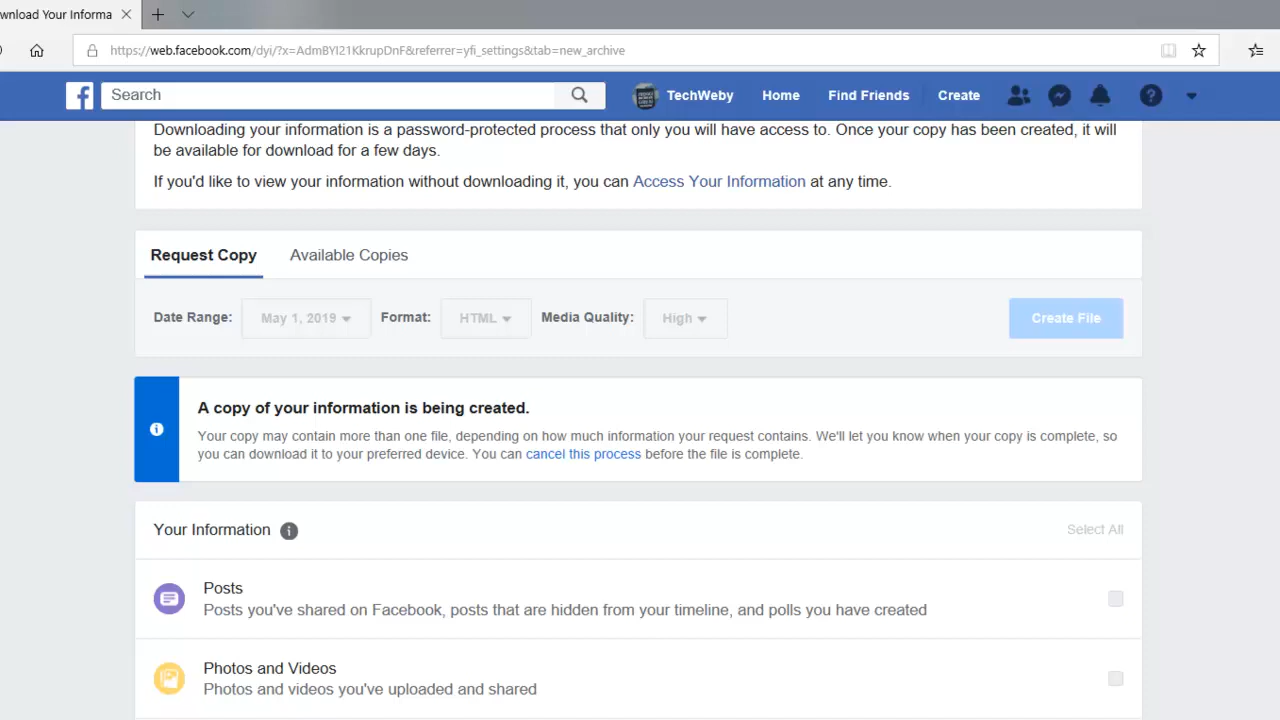 wnload Your Informa
https://web.facebook.com/dyi/?x=AdmBYI21KkrupDnF&referrer=yfi_settings&tab=new_archive
Search
TechWeby Home Find Friends Create
Downloading your information is a password-protected process that only you will have access to. Once your copy has been created, it will
be available for download for a few days.
If you'd like to view your information without downloading it, you can Access Your Information at any time.
Request Copy Available Copies
Date Range: May 1, 2019 Format: HTML Media Quality: High Create File
A copy of your information is being created.
Your copy may contain more than one file, depending on how much information your request contains. We'll let you know when your copy is complete, so
you can download it to your preferred device. You can cancel this process before the file is complete.
Your Information Select All
Posts
Posts you've shared on Facebook, posts that are hidden from your timeline, and polls you have created
Photos and Videos
Photos and videos you've uploaded and shared